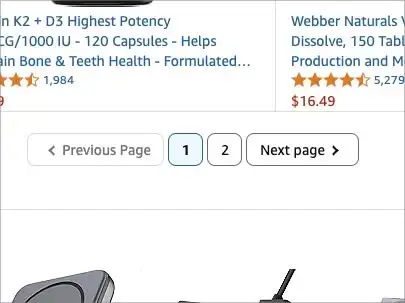 n K2 + D3 Highest Potency
CG/1000 IU - 120 Capsules - Helps
ain Bone & Teeth Health - Formulated...
1,984
9
Webber Naturals V
Dissolve, 150 Tabl
Production and M
5,279
$16.49
Previous Page
1
2
Next page